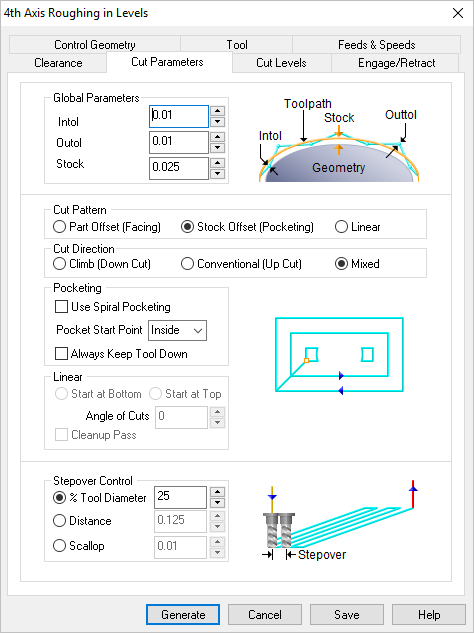 4th Axis Roughing in Levels
Control Geometry Tool Feeds & Speeds
Clearance Cut Parameters Cut Levels Engage/Retract
Global Parameters
Intol 0.01
Outol 0.01
Stock 0.025
Toolpath
Stock
Outtol
Intol
Geometry
Cut Pattern
Part Offset (Facing) Stock Offset (Pocketing) Linear
Cut Direction
Climb (Down Cut) Conventional (Up Cut) Mixed
Pocketing
Use Spiral Pocketing
Pocket Start Point Inside
Always Keep Tool Down
Linear
Start at Bottom Start at Top
Angle of Cuts 0
Cleanup Pass
Stepover Control
% Tool Diameter 25
Distance 0.125
Scallop 0.01
Stepover
Generate Cancel Save Help